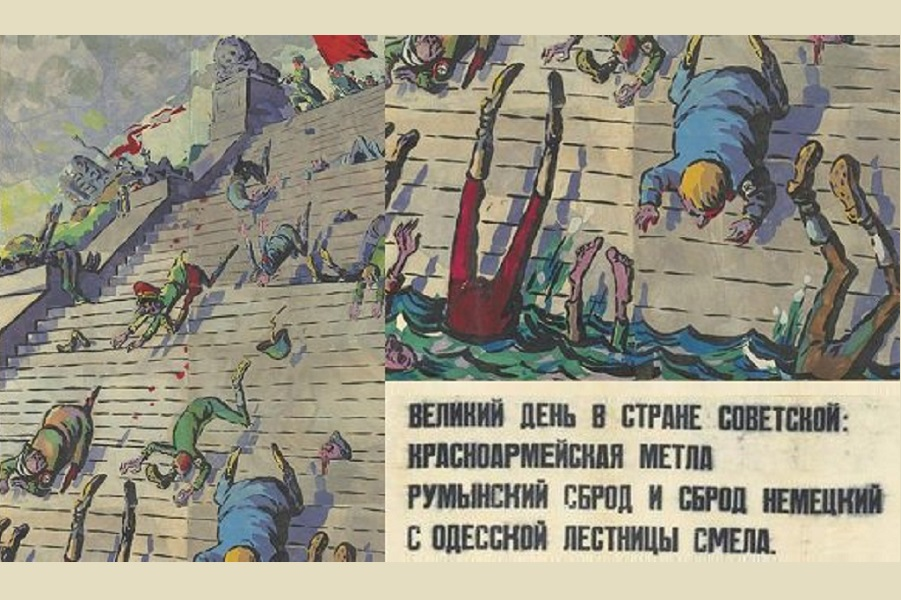 ВЕЛИКИЙ ДЕНЬ В СТРАНЕ СОВЕТСКОЙ:
КРАСНОАРМЕЙСКАЯ МЕТЛА
РУМЫНСКИЙ СБРОД И СБРОД НЕМЕЦКИЙ
С ОДЕССКОЙ ЛЕСТНИЦЫ СМЕЛА.